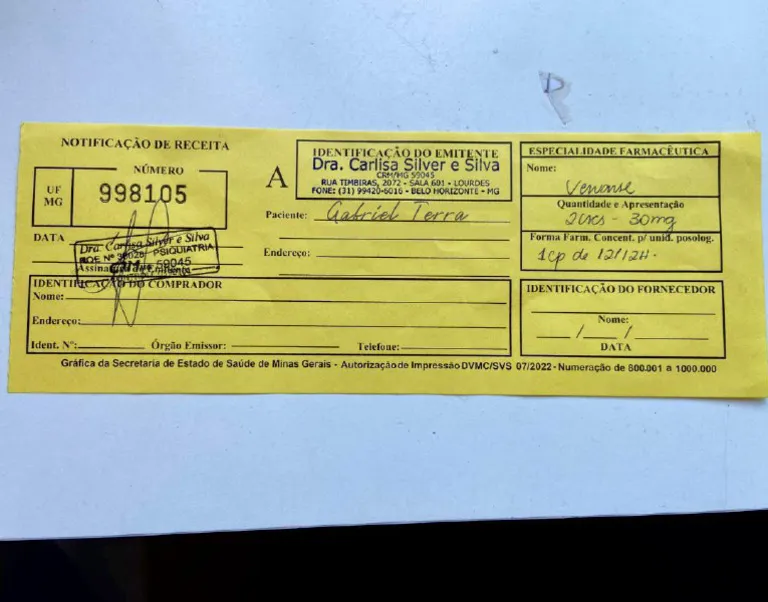 NOTIFICAÇÃO DE RECEITA
UF
MG
NÚMERO
998105
DATA
Dra. Carlisa Silver e Silva
PSIQUIATRIA
59045
A
IDENTIFICAÇÃO DO EMITENTE
Dra. Carlisa Silver e Silva
CRM/MG 59045
RUA TIMBIRAS, 2072 - SALA 601 - LOURDES
FONE: (31) 99420-6016 - BELO HORIZONTE - MG
Paciente: Gabriel Terra
Endereço:
ESPECIALIDADE FARMACÊUTICA
Nome:
Venvanse
Quantidade e Apresentação
2cxs - 30mg
Forma Farm. Concent. p/ unid. posolog.
1cp de 12/12H.
IDENTIFICAÇÃO DO COMPRADOR
Nome:
Endereço:
Ident. Nº: Órgão Emissor: Telefone:
IDENTIFICAÇÃO DO FORNECEDOR
Nome:
/ /
DATA
Gráfica da Secretaria de Estado de Saúde de Minas Gerais - Autorização de Impressão DVMC/SVS 07/2022 - Numeração de 800.001 a 1000.000